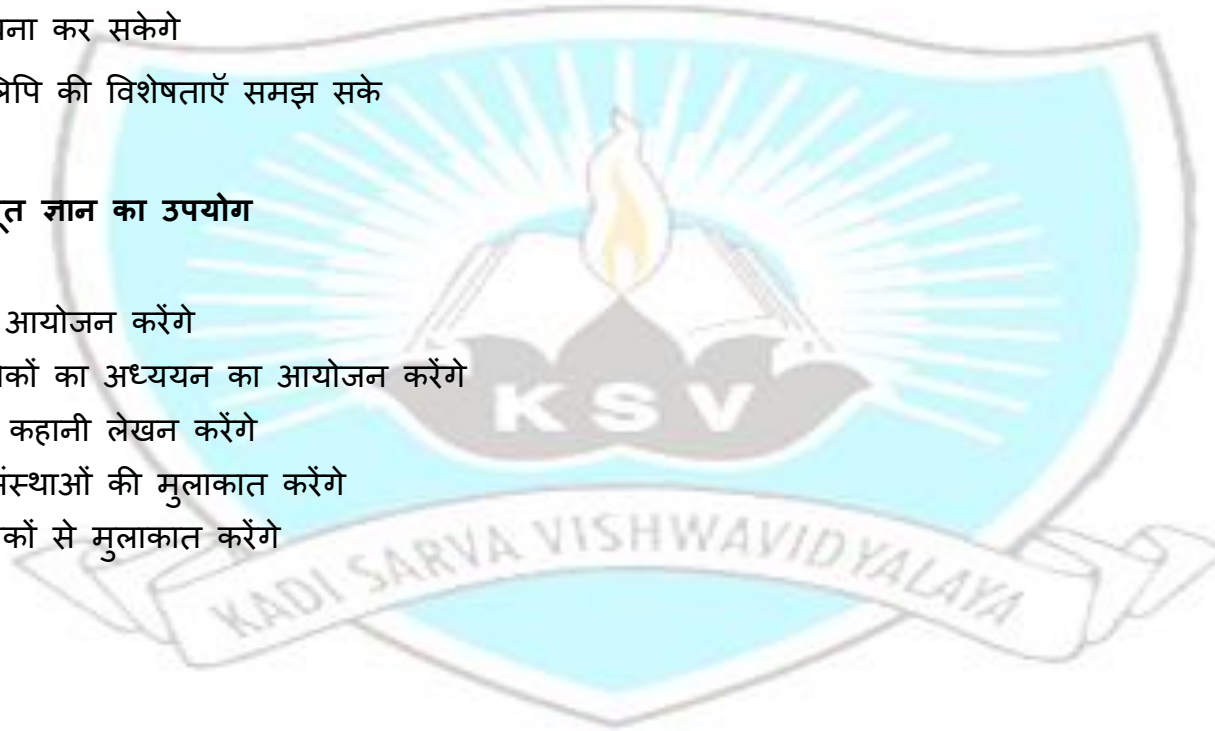 कर सकेगे
की विशेषताएॅ समझ सके
ज्ञान का उपयोग
आयोजन करेंगे
का अध्ययन का आयोजन करेंगे
कहानी लेखन करेंगे
की मुलाकात करेंगे
से मुलाकात करेंगे
KSV
KADI SARVA VISHWAVIDYALAYA